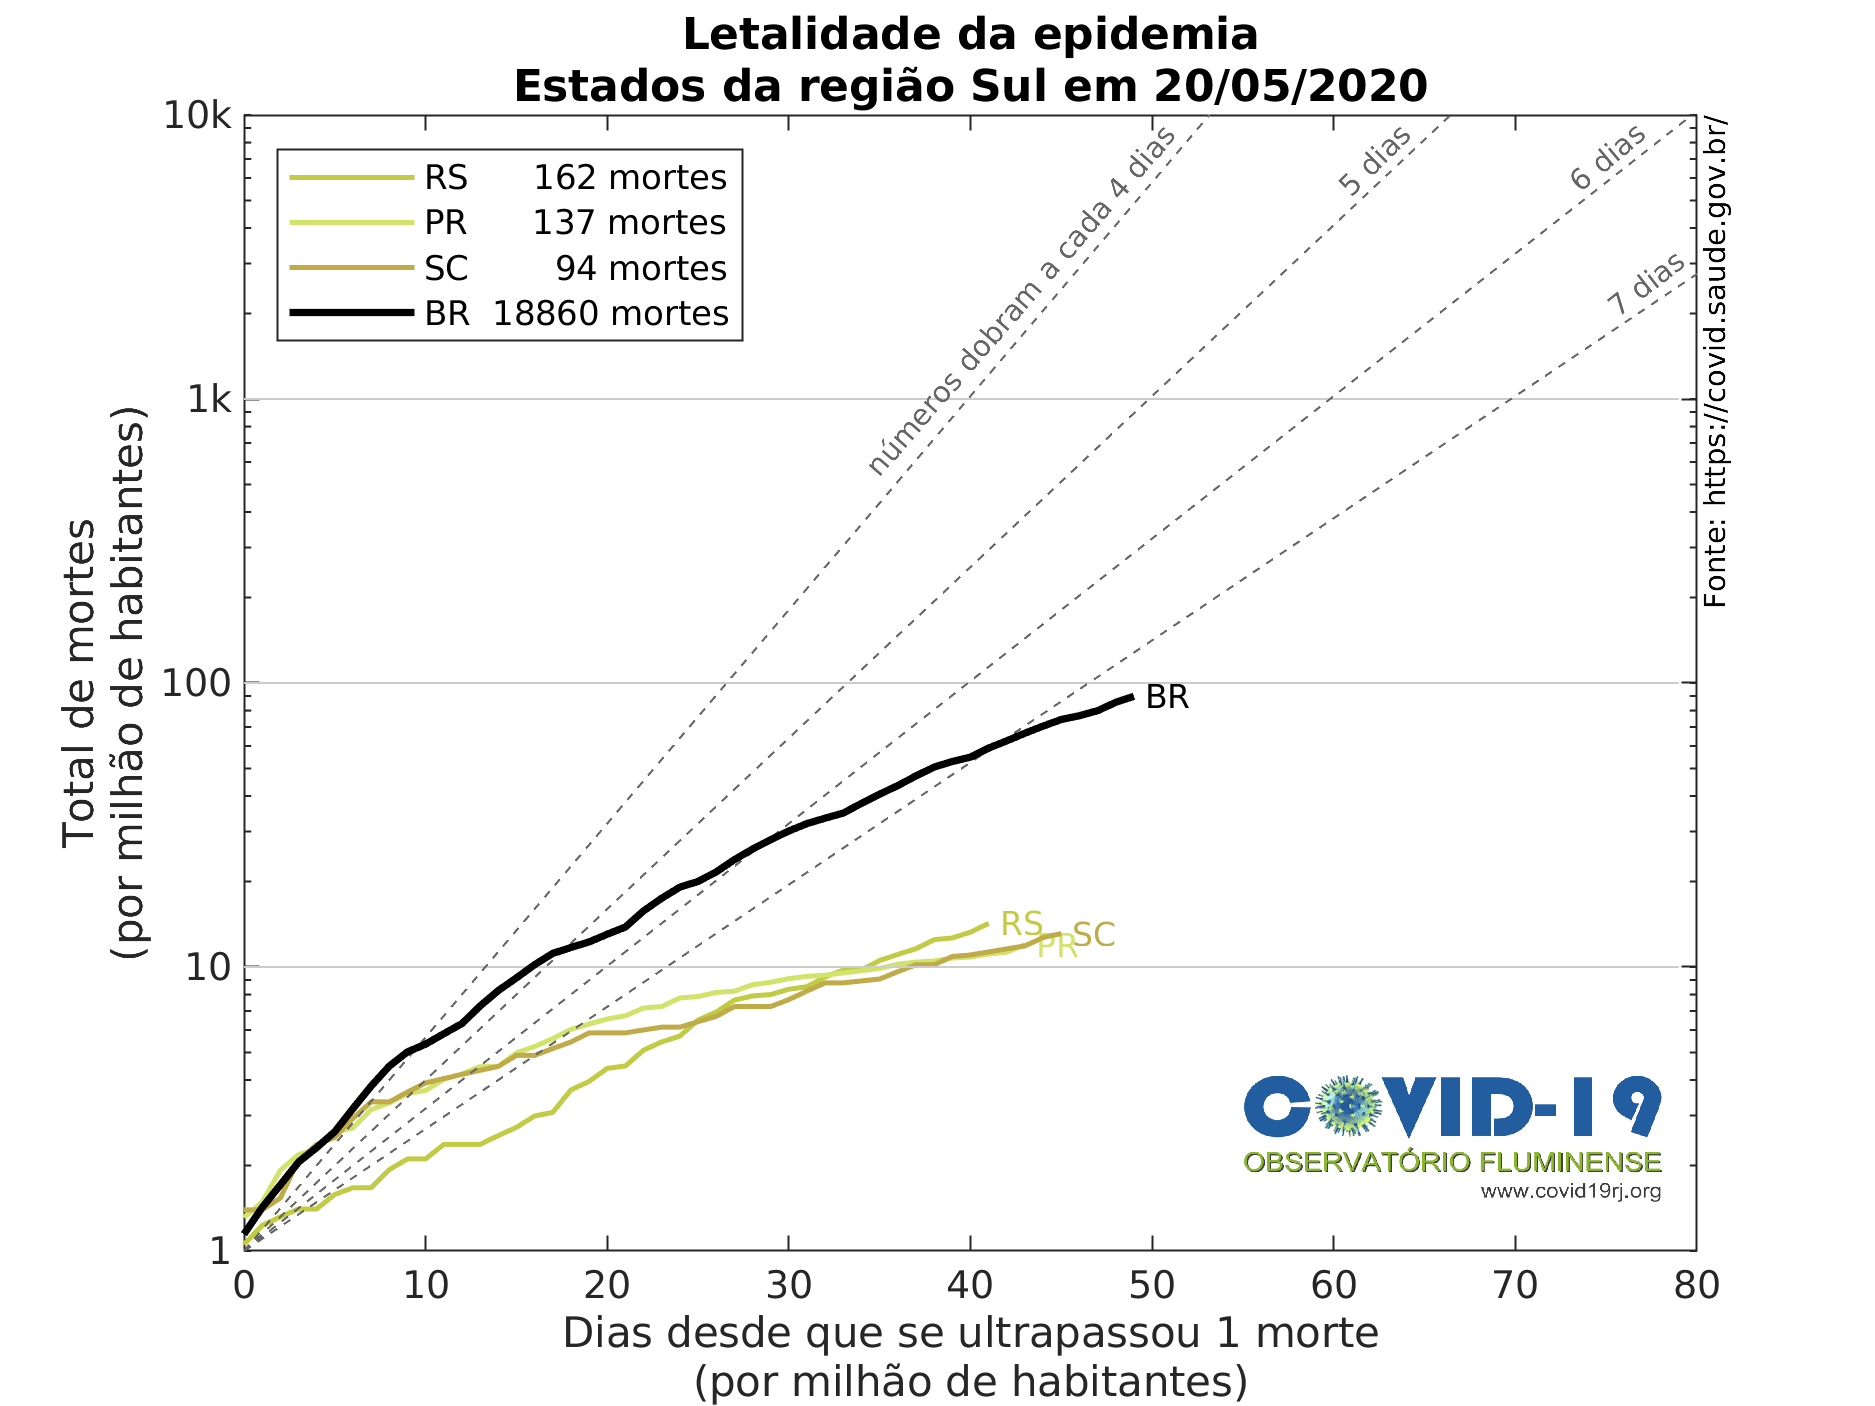 Letalidade da epidemia
Estados da região Sul em 20/05/2020
RS 162 mortes
PR 137 mortes
SC 94 mortes
BR 18860 mortes
números dobram a cada 4 dias
5 dias
6 dias
7 dias
Fonte: https://covid.saude.gov.br/
Total de mortes
(por milhão de habitantes)
10k
1k
100
10
1
BR
RS
PR
SC
COVID-19
OBSERVATÓRIO FLUMINENSE
www.covid19rj.org
0 10 20 30 40 50 60 70 80
Dias desde que se ultrapassou 1 morte
(por milhão de habitantes)